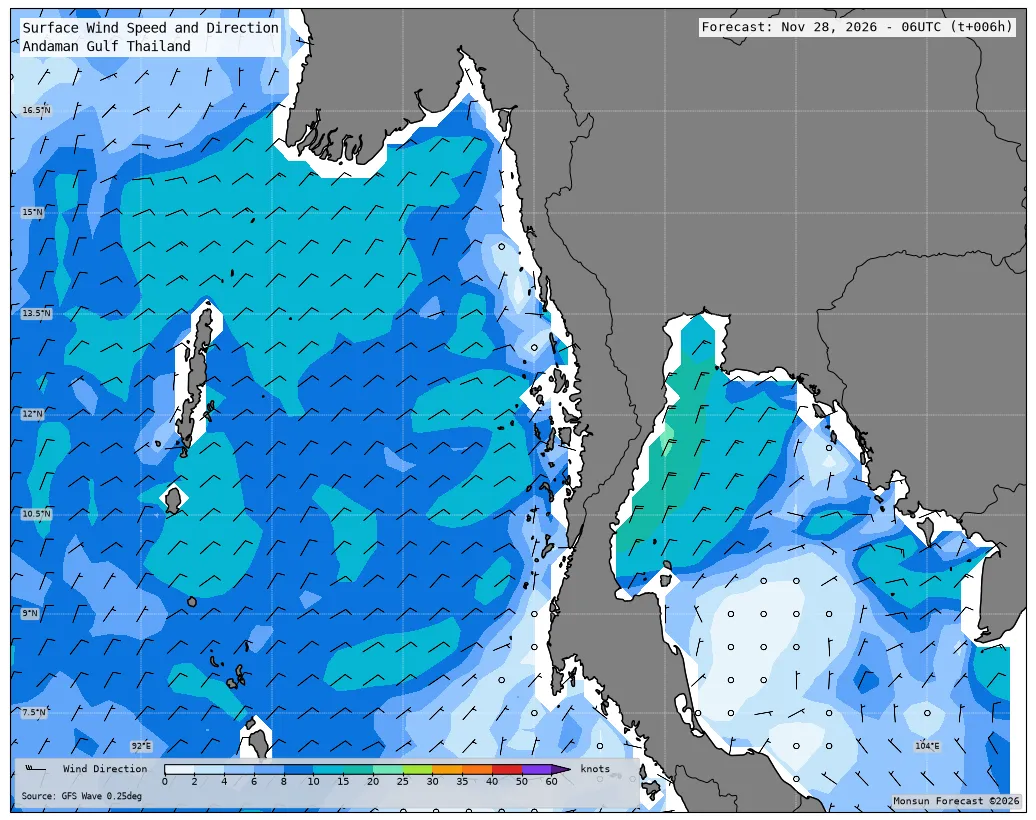 Surface Wind Speed and Direction
Andaman Gulf Thailand
Forecast: Nov 28, 2026 - 06UTC (t+006h)
16.5°N
15°N
13.5°N
12°N
10.5°N
9°N
7.5°N
92°E
104°E
Wind Direction
0 2 4 6 8 10 15 20 25 30 35 40 50 60
knots
Source: GFS Wave 0.25deg
Monsun Forecast ©2026